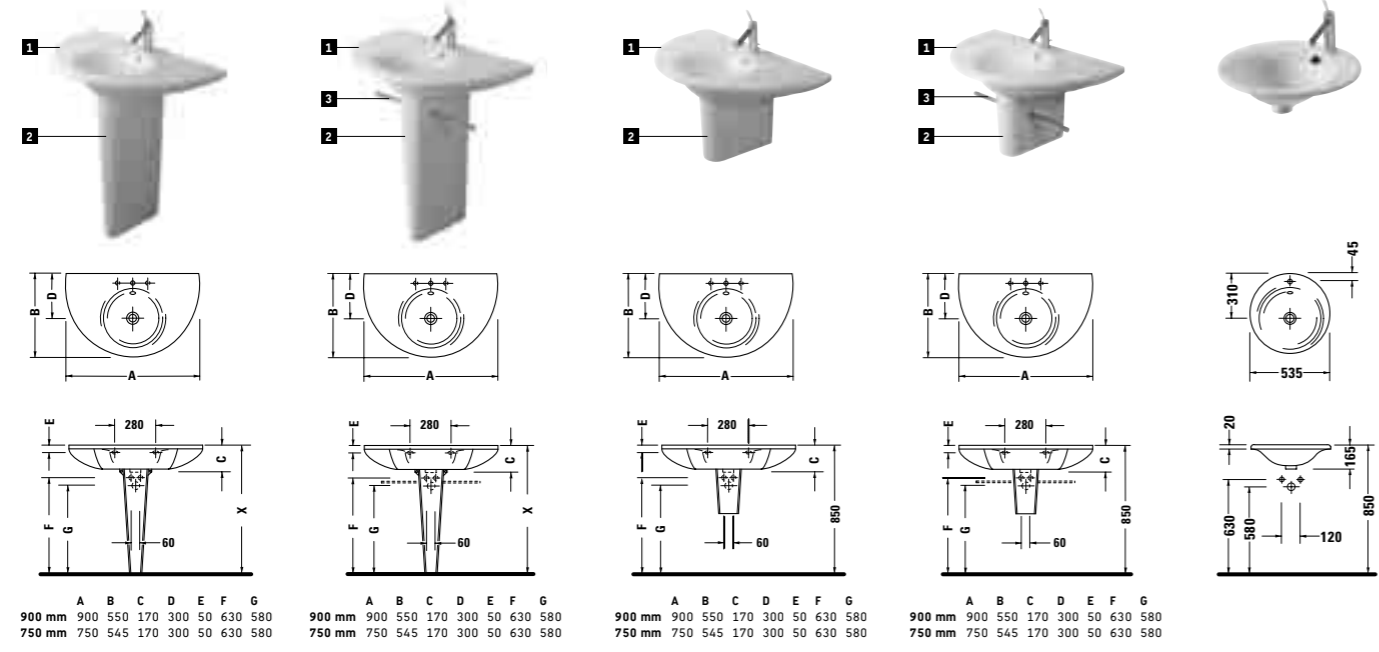 1 1 1 1
3 3
2 2 2 2
45
B D B D B D B D 310
A A A A 535
E 280 E 280 E 280 E 280 20
C C C C 165
F G X F G X F G 850 F G 850 630 580 850
60 60 60 60 120
A B C D E F G
900 mm 900 550 170 300 50 630 580
750 mm 750 545 170 300 50 630 580
A B C D E F G
900 mm 900 550 170 300 50 630 580
750 mm 750 545 170 300 50 630 580
A B C D E F G
900 mm 900 550 170 300 50 630 580
750 mm 750 545 170 300 50 630 580
A B C D E F G
900 mm 900 550 170 300 50 630 580
750 mm 750 545 170 300 50 630 580